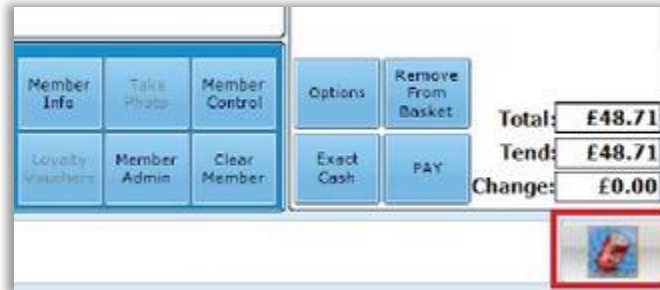 Member
Info
Take
Photo
Member
Control
Options
Remove
From
Basket
Total: £48.71
Loyalty
Vouchers
Member
Admin
Clear
Member
Exact
Cash
PAY
Tend: £48.71
Change: £0.00